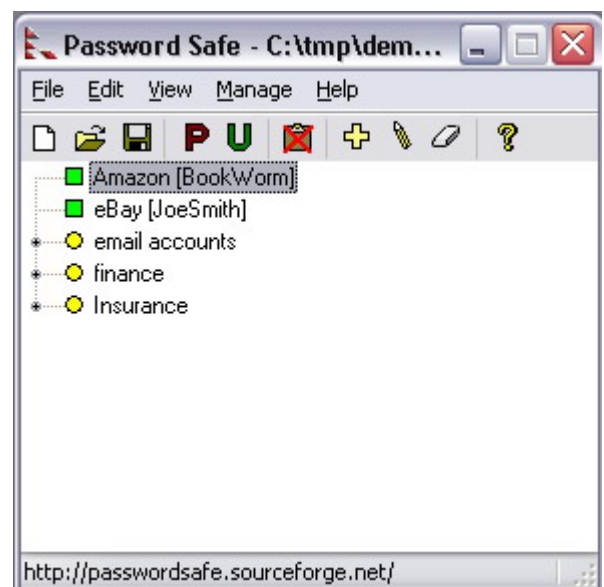 Password Safe - C:\tmp\dem...
File Edit View Manage Help
P U
Amazon [BookWorm]
eBay [JoeSmith]
email accounts
finance
Insurance
http://passwordsafe.sourceforge.net/